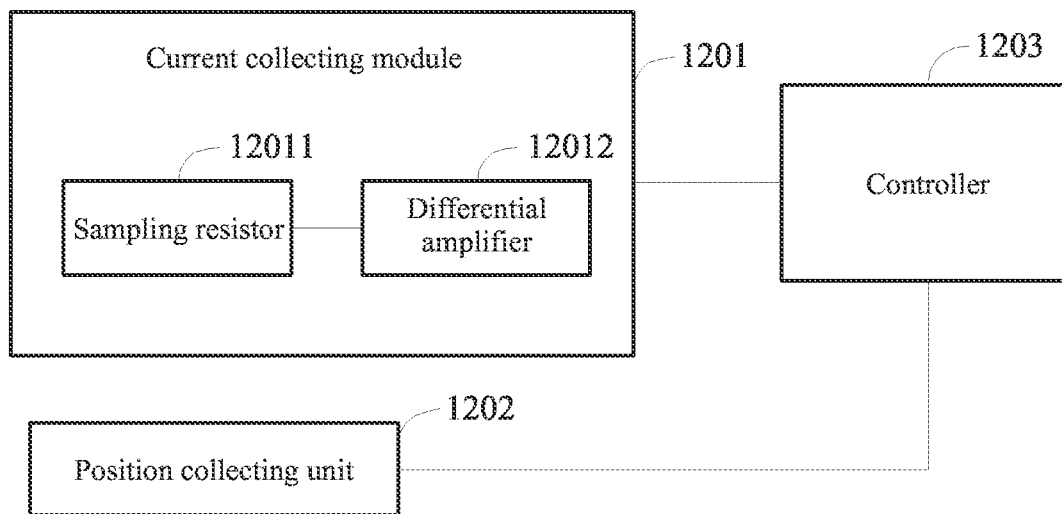 Current collecting module
1201
1203
12011
12012
Sampling resistor
Differential
amplifier
Controller
1202
Position collecting unit